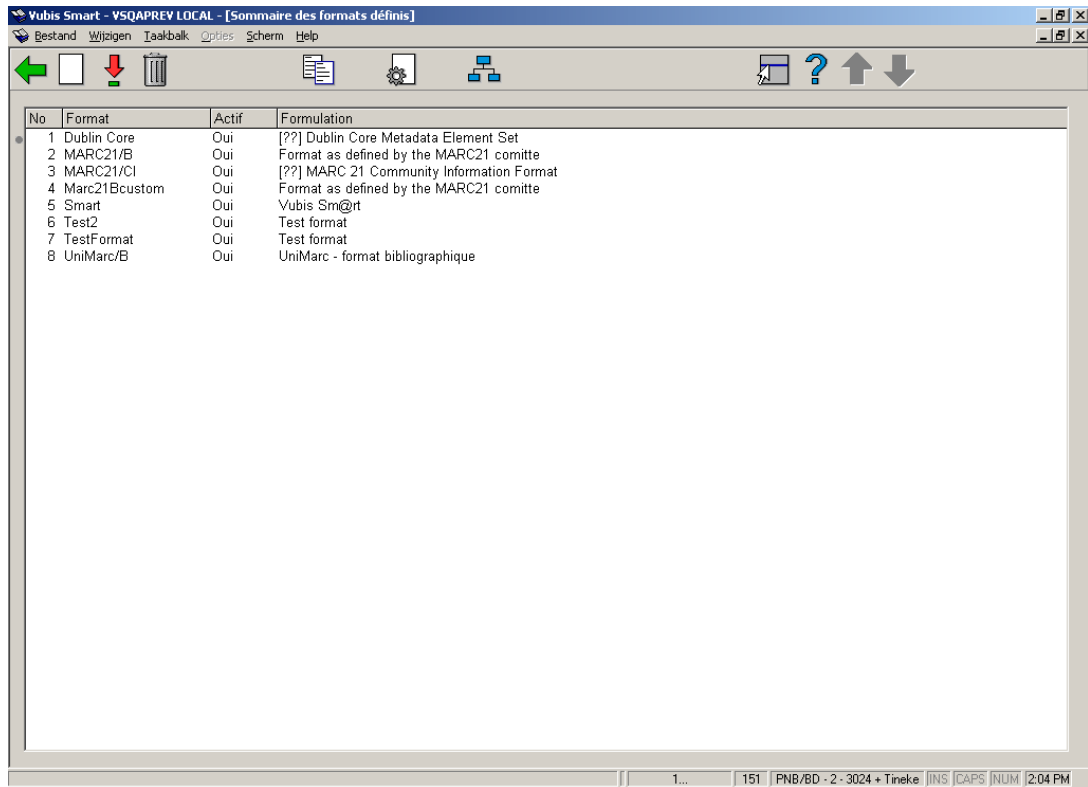 Vubis Smart - VSQAPREV LOCAL - [Sommaire des formats définis]
Bestand Wijzigen Taakbalk Opties Scherm Help
No Format Actif Formulation
1 Dublin Core Oui [??] Dublin Core Metadata Element Set
2 MARC21/B Oui Format as defined by the MARC21 comitte
3 MARC21/CI Oui [??] MARC 21 Community Information Format
4 Marc21Bcustom Oui Format as defined by the MARC21 comitte
5 Smart Oui Vubis Sm@rt
6 Test2 Oui Test format
7 TestFormat Oui Test format
8 UniMarc/B Oui UniMarc - format bibliographique
1... 151 PNB/BD - 2 - 3024 + Tineke INS CAPS NUM 2:04 PM